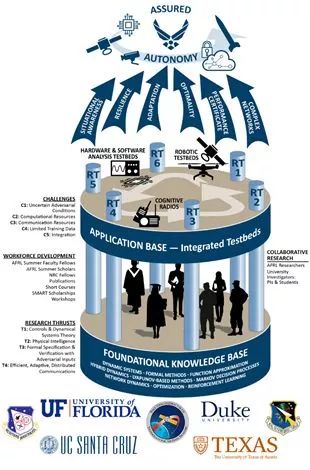 ASSURED
AUTONOMY
SITUATIONAL
AWARENESS
RESILIENCE
ADAPTATION
OPTIMALITY
PERFORMANCE
CERTIFICATE
COMPLEX
NETWORKS
HARDWARE & SOFTWARE
ANALYSIS TESTBEDS
ROBOTIC
TESTBEDS
RT
6
RT
1
RT
5
RT
2
RT
4
RT
3
COGNITIVE
RADIOS
APPLICATION BASE — Integrated Testbeds
CHALLENGES
C1: Uncertain Adversarial
Conditions
C2: Computational Resources
C3: Communication Resources
C4: Limited Training Data
C5: Integration
WORKFORCE DEVELOPMENT
AFRL Summer Faculty Fellows
AFRL Summer Scholars
NRC Fellows
Publications
Short Courses
SMART Scholarships
Workshops
COLLABORATIVE
RESEARCH
AFRL Researchers
University
Investigators:
PIs & Students
RESEARCH THRUSTS
T1: Controls & Dynamical
Systems Theory
T2: Physical Intelligence
T3: Formal Specification &
Verification with
Adversarial Inputs
T4: Efficient, Adaptive, Distributed
Communications
FOUNDATIONAL KNOWLEDGE BASE
DYNAMIC SYSTEMS · FORMAL METHODS · FUNCTION APPROXIMATION
HYBRID DYNAMICS · LYAPUNOV-BASED METHODS · MARKOV DECISION PROCESSES
NETWORK DYNAMICS · OPTIMIZATION · REINFORCEMENT LEARNING
UF UNIVERSITY of
FLORIDA
Duke
UNIVERSITY
UC SANTA CRUZ
TEXAS
The University of Texas at Austin